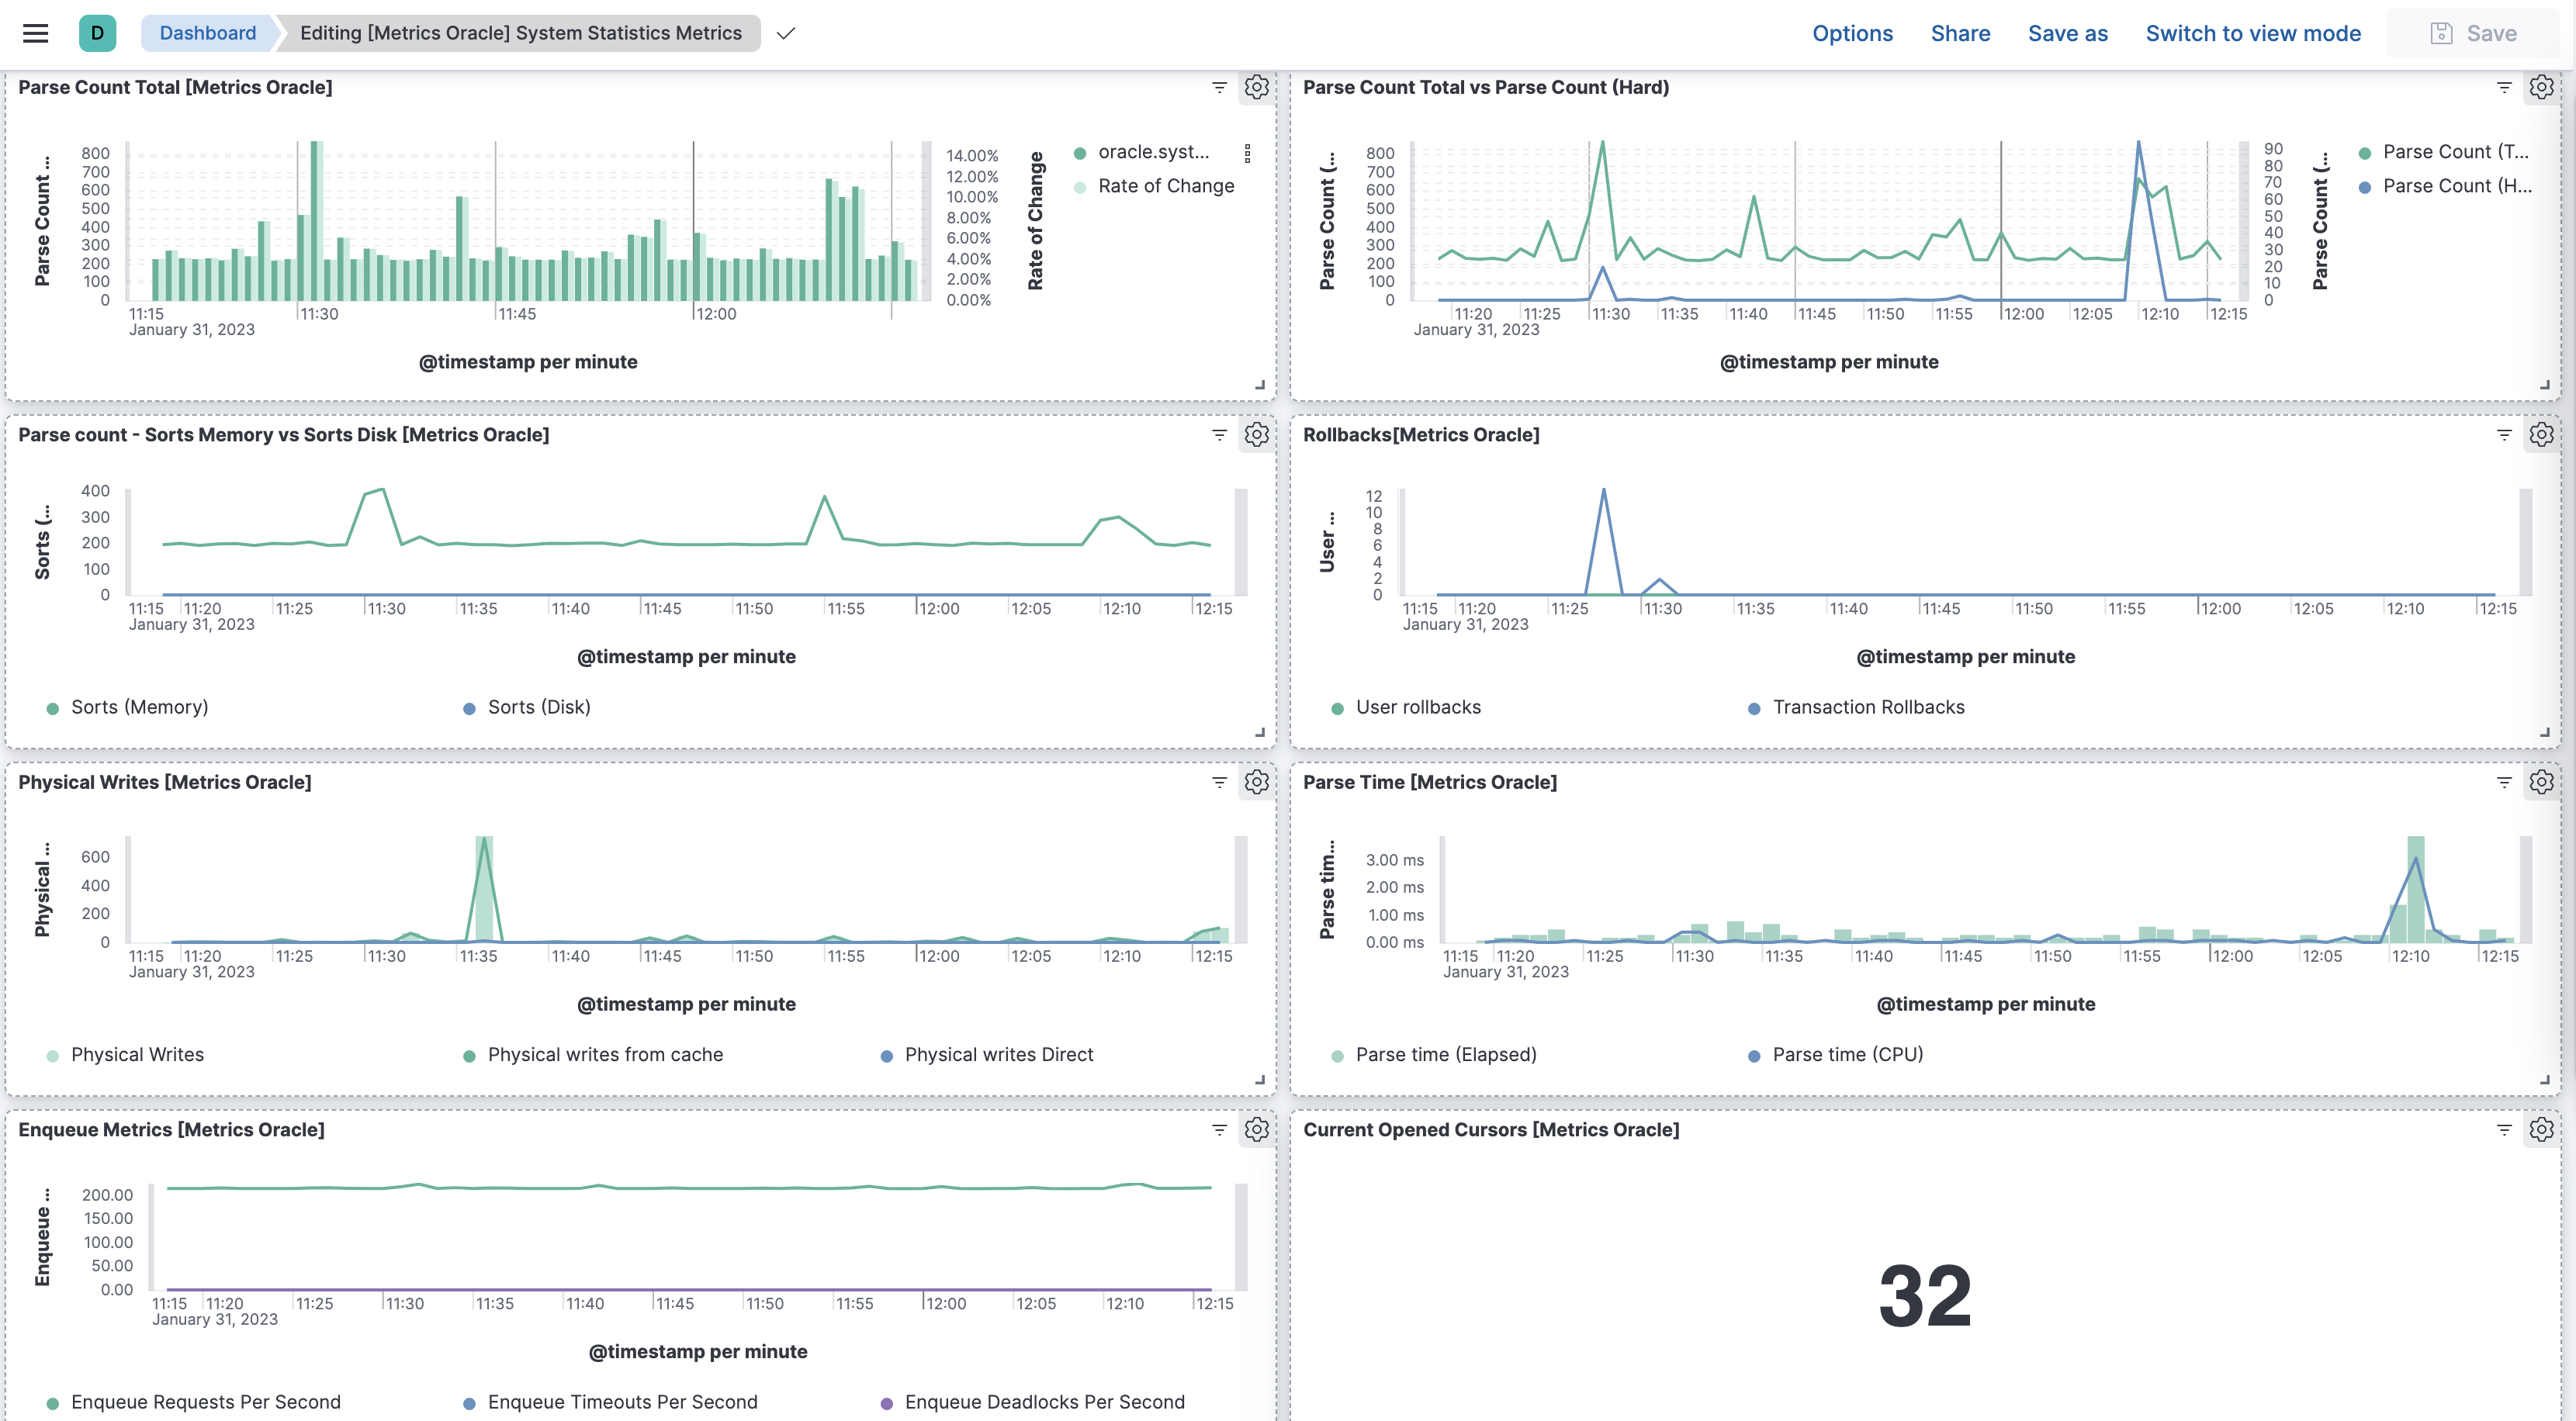 D Dashboard Editing [Metrics Oracle] System Statistics Metrics Options Share Save as Switch to view mode Save
Parse Count Total [Metrics Oracle]
Parse Count ...
800
700
600
500
400
300
200
100
0
14.00%
12.00%
10.00%
8.00%
6.00%
4.00%
2.00%
0.00%
Rate of Change
oracle.syst...
Rate of Change
11:15 11:30 11:45 12:00
January 31, 2023
@timestamp per minute
Parse Count Total vs Parse Count (Hard)
Parse Count (...
800
700
600
500
400
300
200
100
0
90
80
70
60
50
40
30
20
10
0
Parse Count (...
Parse Count (T...
Parse Count (H...
11:20 11:25 11:30 11:35 11:40 11:45 11:50 11:55 12:00 12:05 12:10 12:15
January 31, 2023
@timestamp per minute
Parse count - Sorts Memory vs Sorts Disk [Metrics Oracle]
Sorts (...
400
300
200
100
0
11:15 11:20 11:25 11:30 11:35 11:40 11:45 11:50 11:55 12:00 12:05 12:10 12:15
January 31, 2023
@timestamp per minute
Sorts (Memory) Sorts (Disk)
Rollbacks[Metrics Oracle]
User ...
12
10
8
6
4
2
0
11:15 11:20 11:25 11:30 11:35 11:40 11:45 11:50 11:55 12:00 12:05 12:10 12:15
January 31, 2023
@timestamp per minute
User rollbacks Transaction Rollbacks
Physical Writes [Metrics Oracle]
Physical ...
600
400
200
0
11:15 11:20 11:25 11:30 11:35 11:40 11:45 11:50 11:55 12:00 12:05 12:10 12:15
January 31, 2023
@timestamp per minute
Physical Writes Physical writes from cache Physical writes Direct
Parse Time [Metrics Oracle]
Parse tim...
3.00 ms
2.00 ms
1.00 ms
0.00 ms
11:15 11:20 11:25 11:30 11:35 11:40 11:45 11:50 11:55 12:00 12:05 12:10 12:15
January 31, 2023
@timestamp per minute
Parse time (Elapsed) Parse time (CPU)
Enqueue Metrics [Metrics Oracle]
Enqueue ...
200.00
150.00
100.00
50.00
0.00
11:15 11:20 11:25 11:30 11:35 11:40 11:45 11:50 11:55 12:00 12:05 12:10 12:15
January 31, 2023
@timestamp per minute
Enqueue Requests Per Second Enqueue Timeouts Per Second Enqueue Deadlocks Per Second
Current Opened Cursors [Metrics Oracle]
32